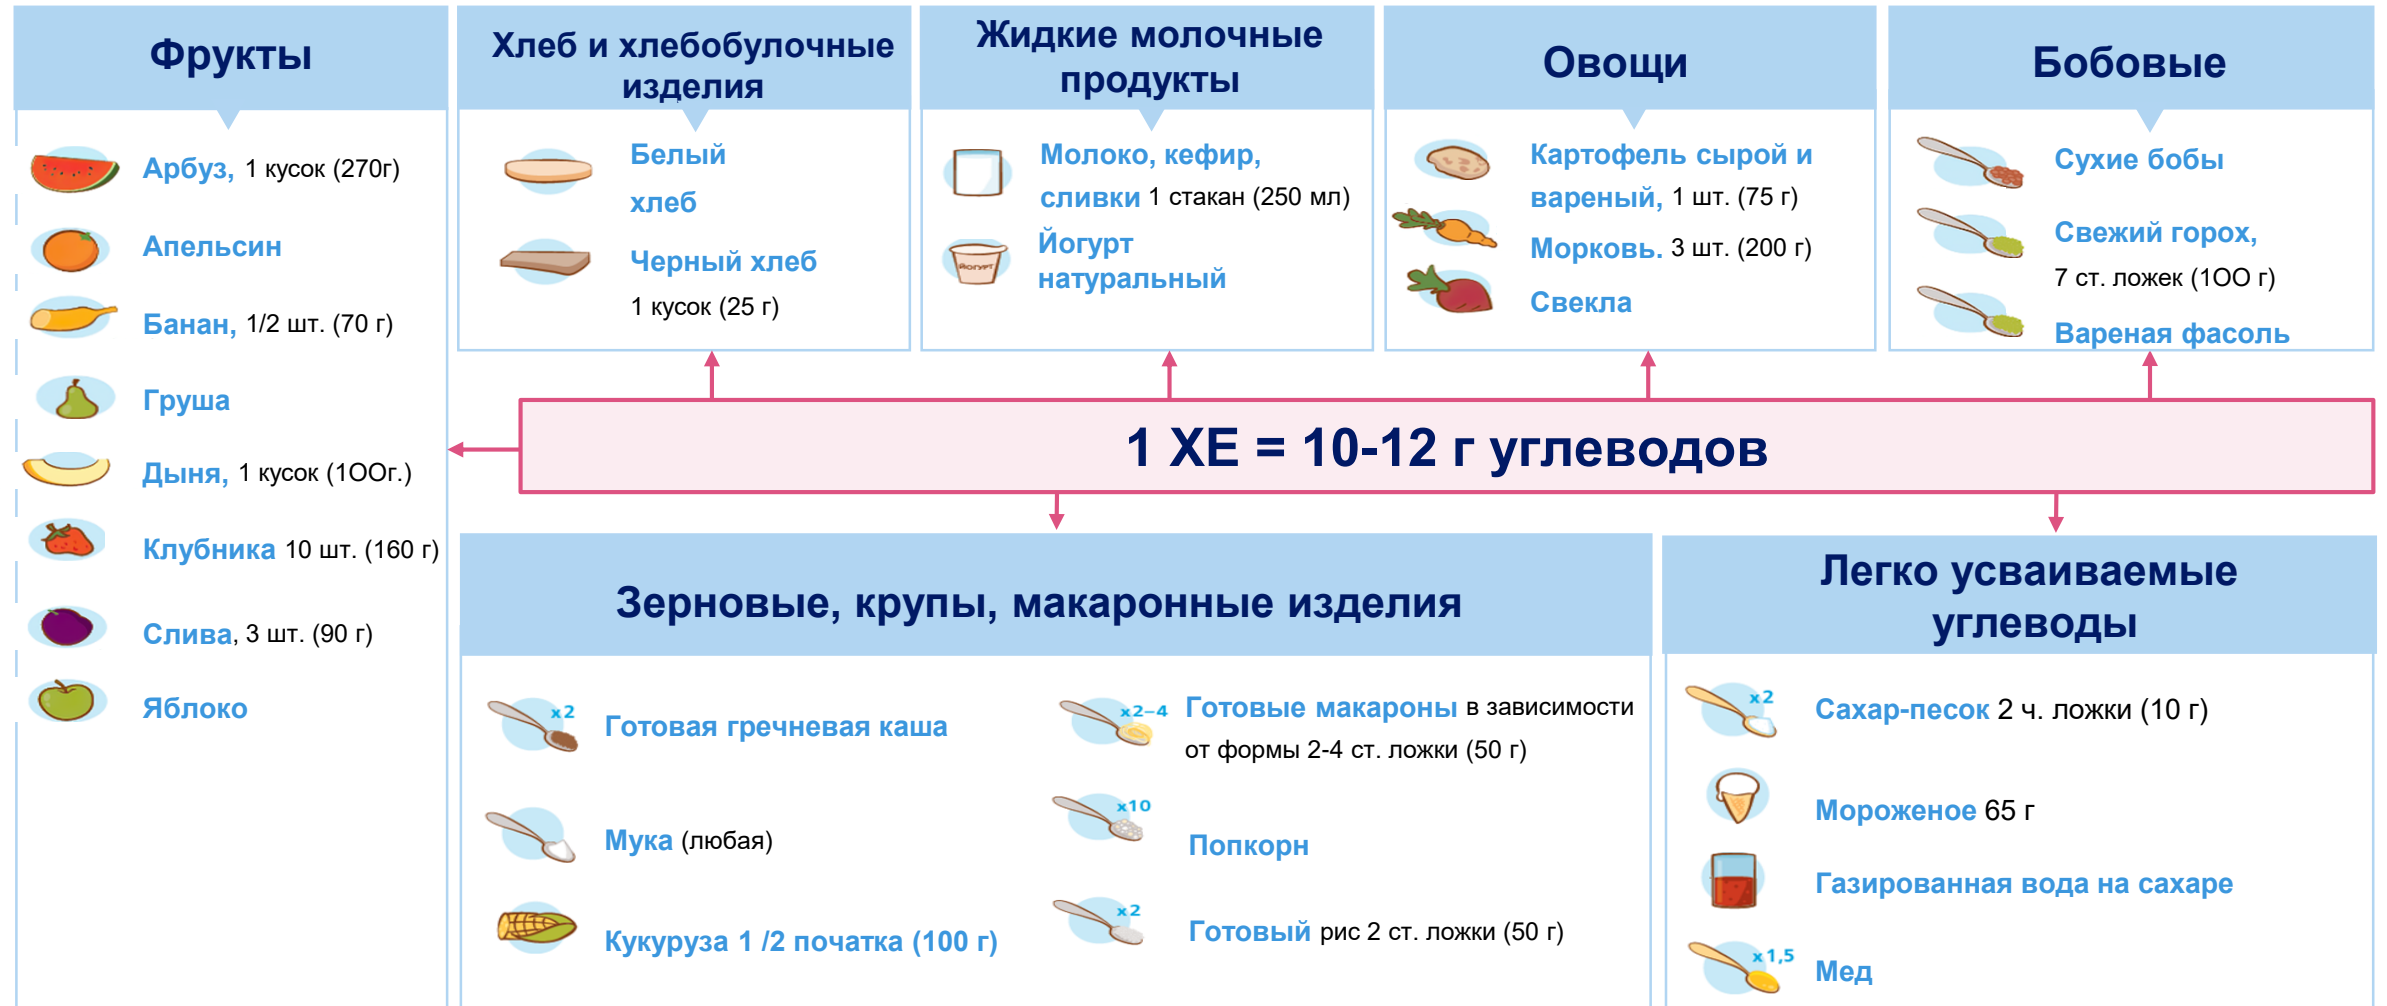 Фрукты
Арбуз, 1 кусок (270г)
Апельсин
Банан, 1/2 шт. (70 г)
Груша
Дыня, 1 кусок (1ООг.)
Клубника 10 шт. (160 г)
Слива, 3 шт. (90 г)
Яблоко
Хлеб и хлебобулочные
изделия
Белый
хлеб
Черный хлеб
1 кусок (25 г)
Жидкие молочные
продукты
Молоко, кефир,
сливки 1 стакан (250 мл)
йогурт
Йогурт
натуральный
Овощи
Картофель сырой и
вареный, 1 шт. (75 г)
Морковь. 3 шт. (200 г)
Свекла
Бобовые
Сухие бобы
Свежий горох,
7 ст. ложек (1ОО г)
Вареная фасоль
1 ХЕ = 10-12 г углеводов
Зерновые, крупы, макаронные изделия
x2
Готовая гречневая каша
Мука (любая)
Кукуруза 1 /2 початка (100 г)
x2–4
Готовые макароны в зависимости
от формы 2-4 ст. ложки (50 г)
x10
Попкорн
x2
Готовый рис 2 ст. ложки (50 г)
Легко усваиваемые
углеводы
x2
Сахар-песок 2 ч. ложки (10 г)
Мороженое 65 г
Газированная вода на сахаре
x1,5
Мед